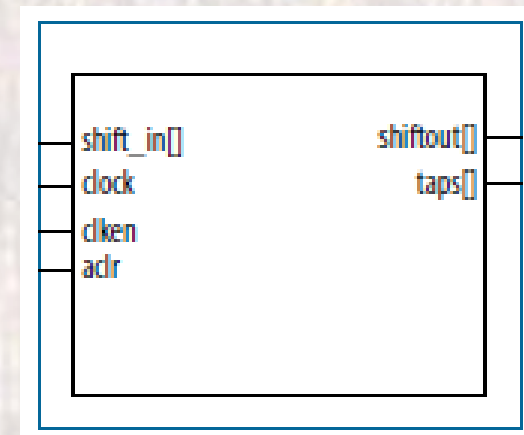 shift_in[]
clock
clken
aclr
shiftout[]
taps[]